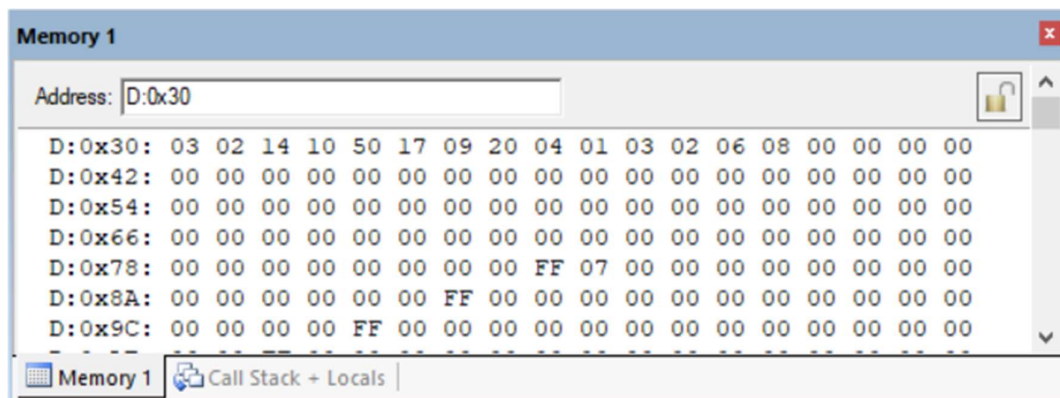 Memory 1
Address: D:0x30
D:0x30: 03 02 14 10 50 17 09 20 04 01 03 02 06 08 00 00 00 00
D:0x42: 00 00 00 00 00 00 00 00 00 00 00 00 00 00 00 00 00 00
D:0x54: 00 00 00 00 00 00 00 00 00 00 00 00 00 00 00 00 00 00
D:0x66: 00 00 00 00 00 00 00 00 00 00 00 00 00 00 00 00 00 00
D:0x78: 00 00 00 00 00 00 00 00 FF 07 00 00 00 00 00 00 00 00
D:0x8A: 00 00 00 00 00 00 FF 00 00 00 00 00 00 00 00 00 00 00
D:0x9C: 00 00 00 00 FF 00 00 00 00 00 00 00 00 00 00 00 00 00
Memory 1 Call Stack + Locals